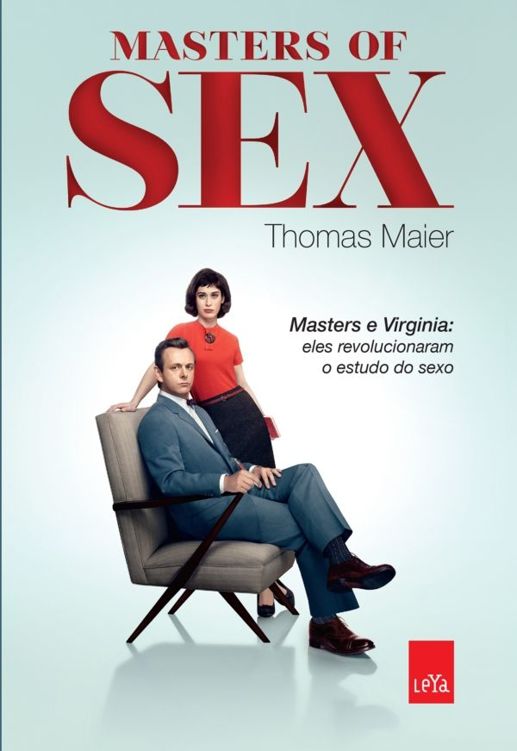 MASTERS OF
SEX
Thomas Maier
Masters e Virginia:
eles revolucionaram
o estudo do sexo
LeYa